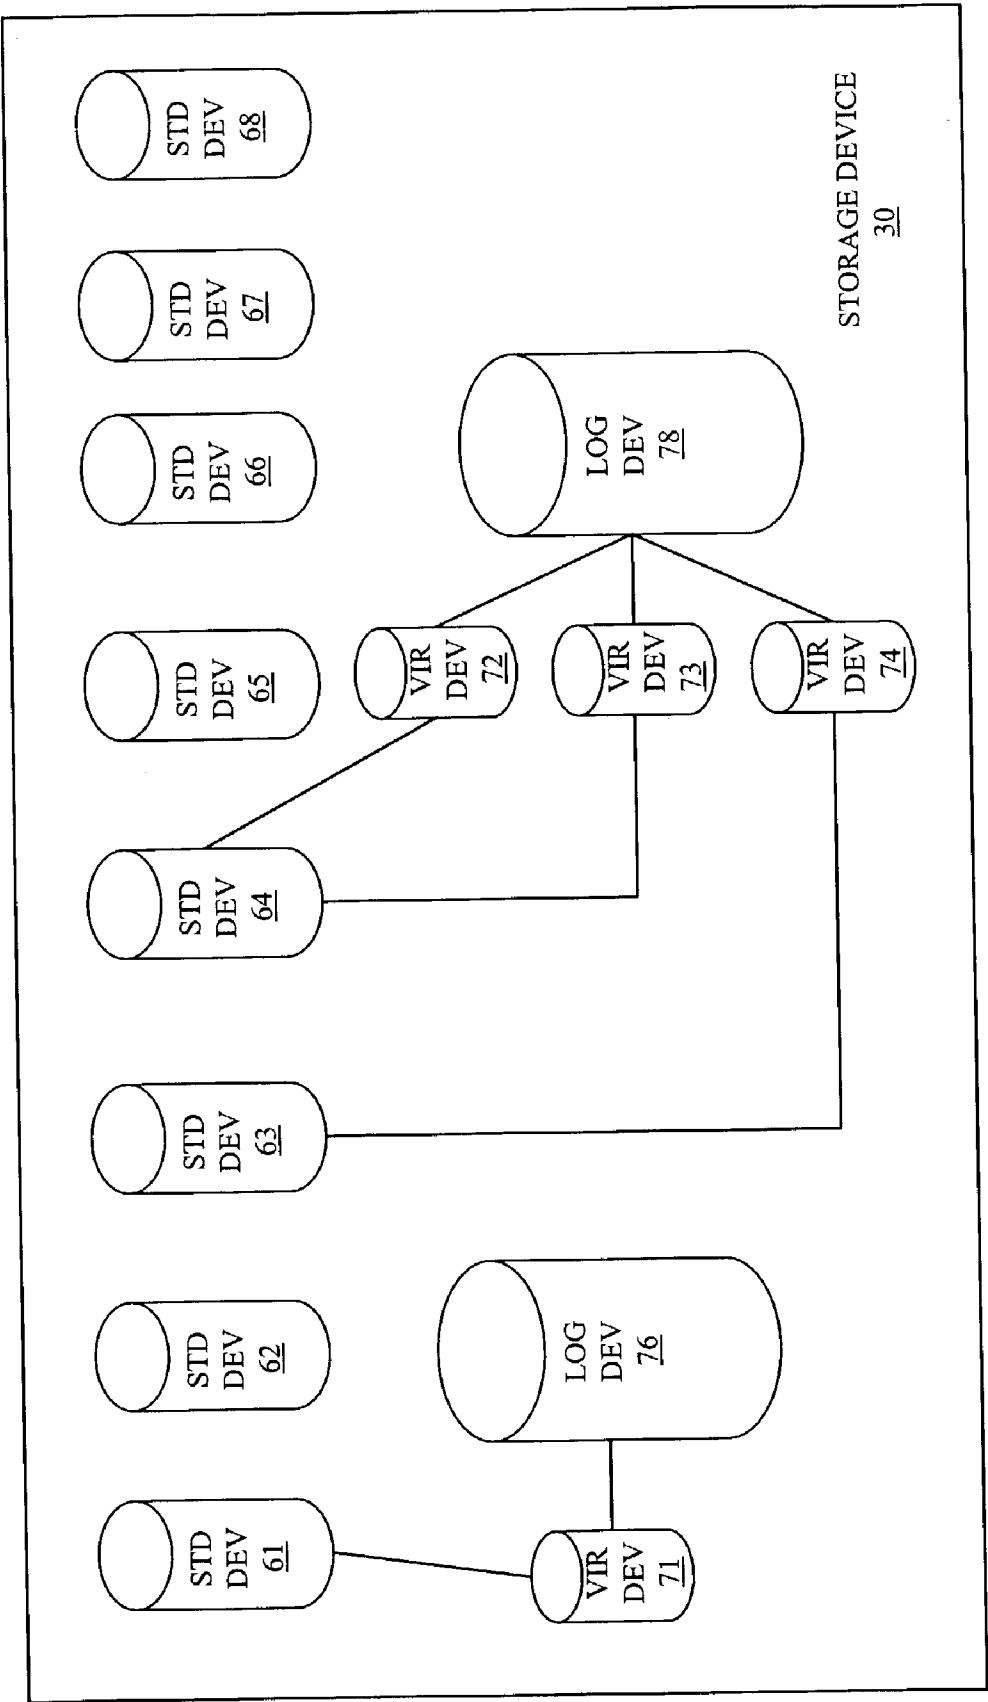 STD
DEV
61
STD
DEV
62
STD
DEV
63
STD
DEV
64
STD
DEV
65
STD
DEV
66
STD
DEV
67
STD
DEV
68
VIR
DEV
71
LOG
DEV
76
VIR
DEV
72
VIR
DEV
73
VIR
DEV
74
LOG
DEV
78
STORAGE DEVICE
30